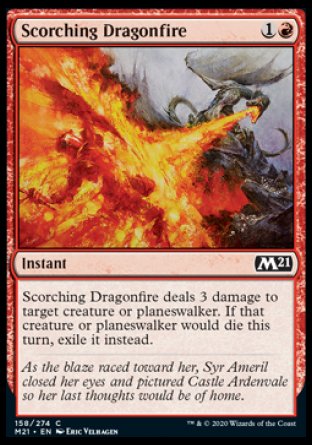 Scorching Dragonfire 1
Instant M21
Scorching Dragonfire deals 3 damage to
target creature or planeswalker. If that
creature or planeswalker would die this
turn, exile it instead.
As the blaze raced toward her, Syr Ameril
closed her eyes and pictured Castle Ardenvale
so her last thoughts would be of home.
158/274 C
M21 • EN Eric Velhagen ™ & © 2020 Wizards of the Coast